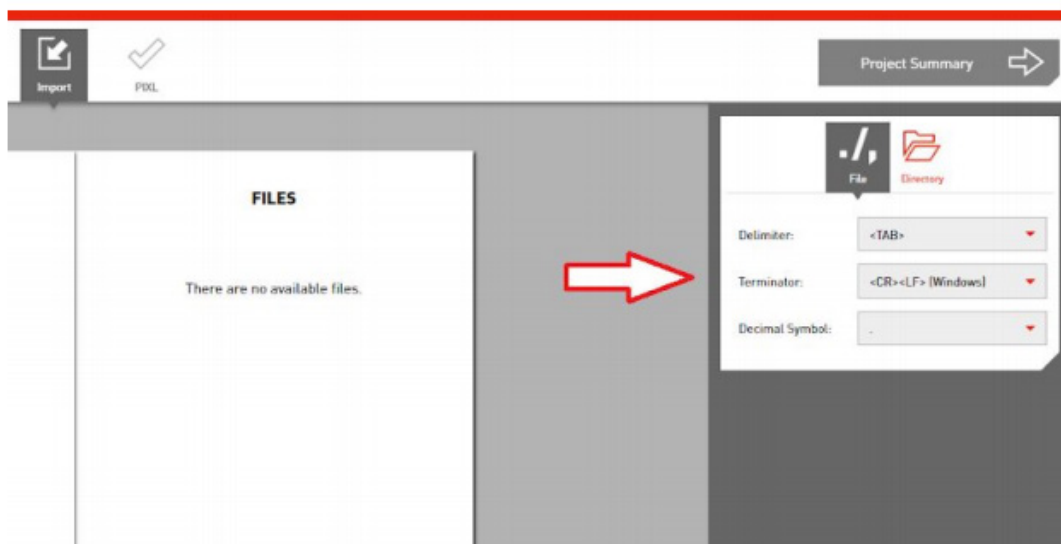 Import
PIXL
Project Summary
FILES
There are no available files.
./,
File
Directory
Delimiter:
<TAB>
Terminator:
<CR><LF> (Windows)
Decimal Symbol:
.